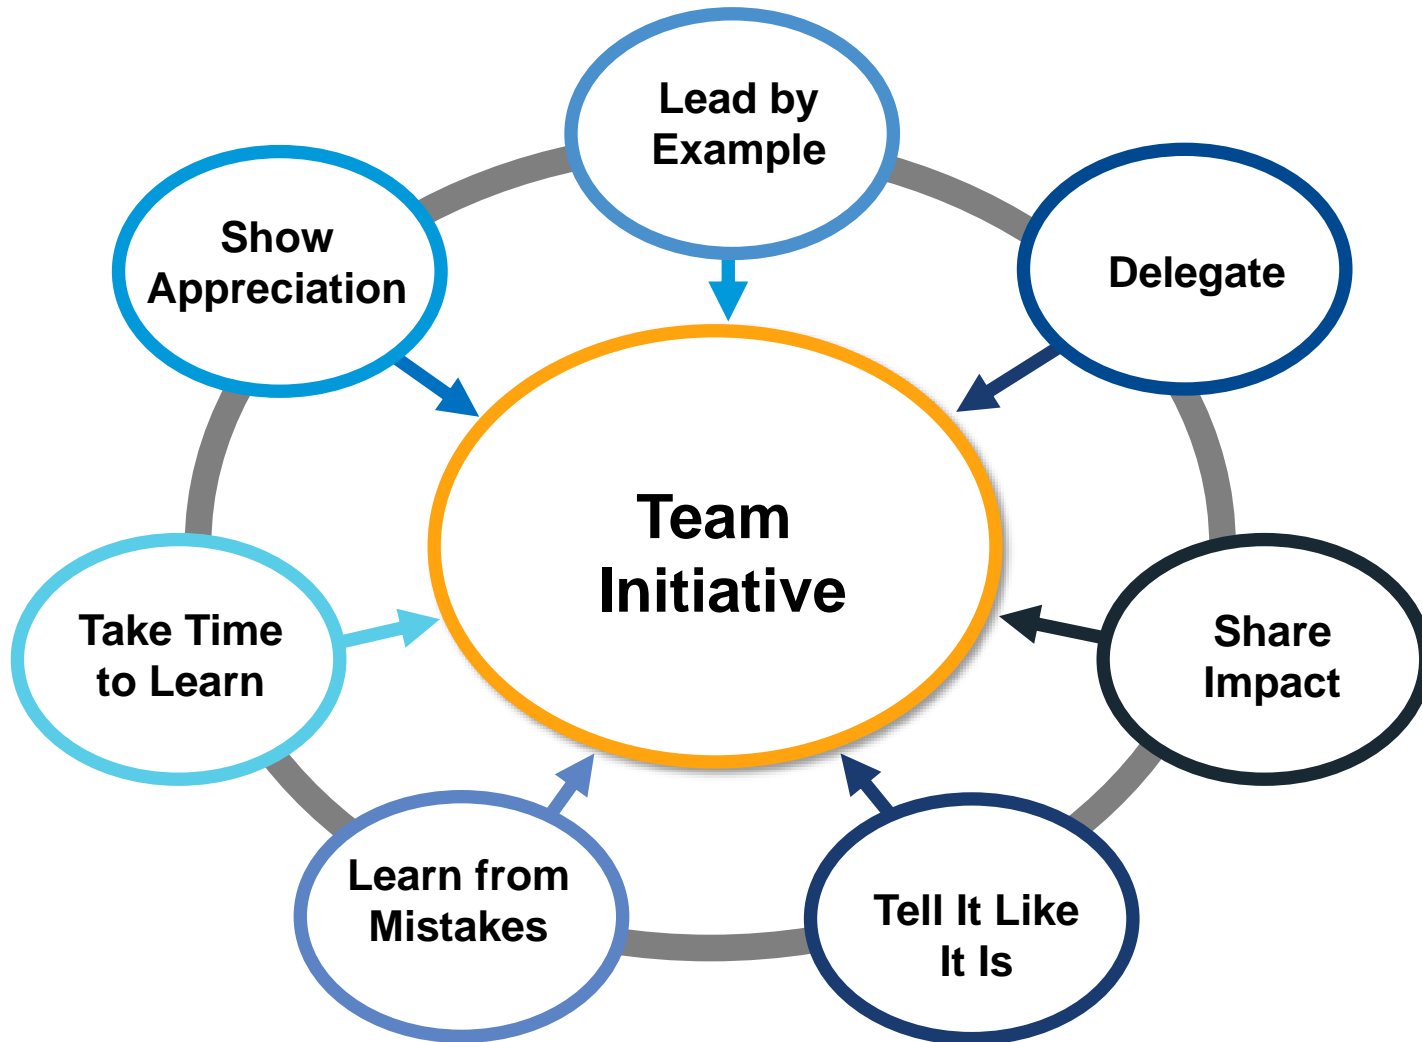 Lead by
Example
Show
Appreciation
Delegate
Team
Initiative
Take Time
to Learn
Share
Impact
Learn from
Mistakes
Tell It Like
It Is